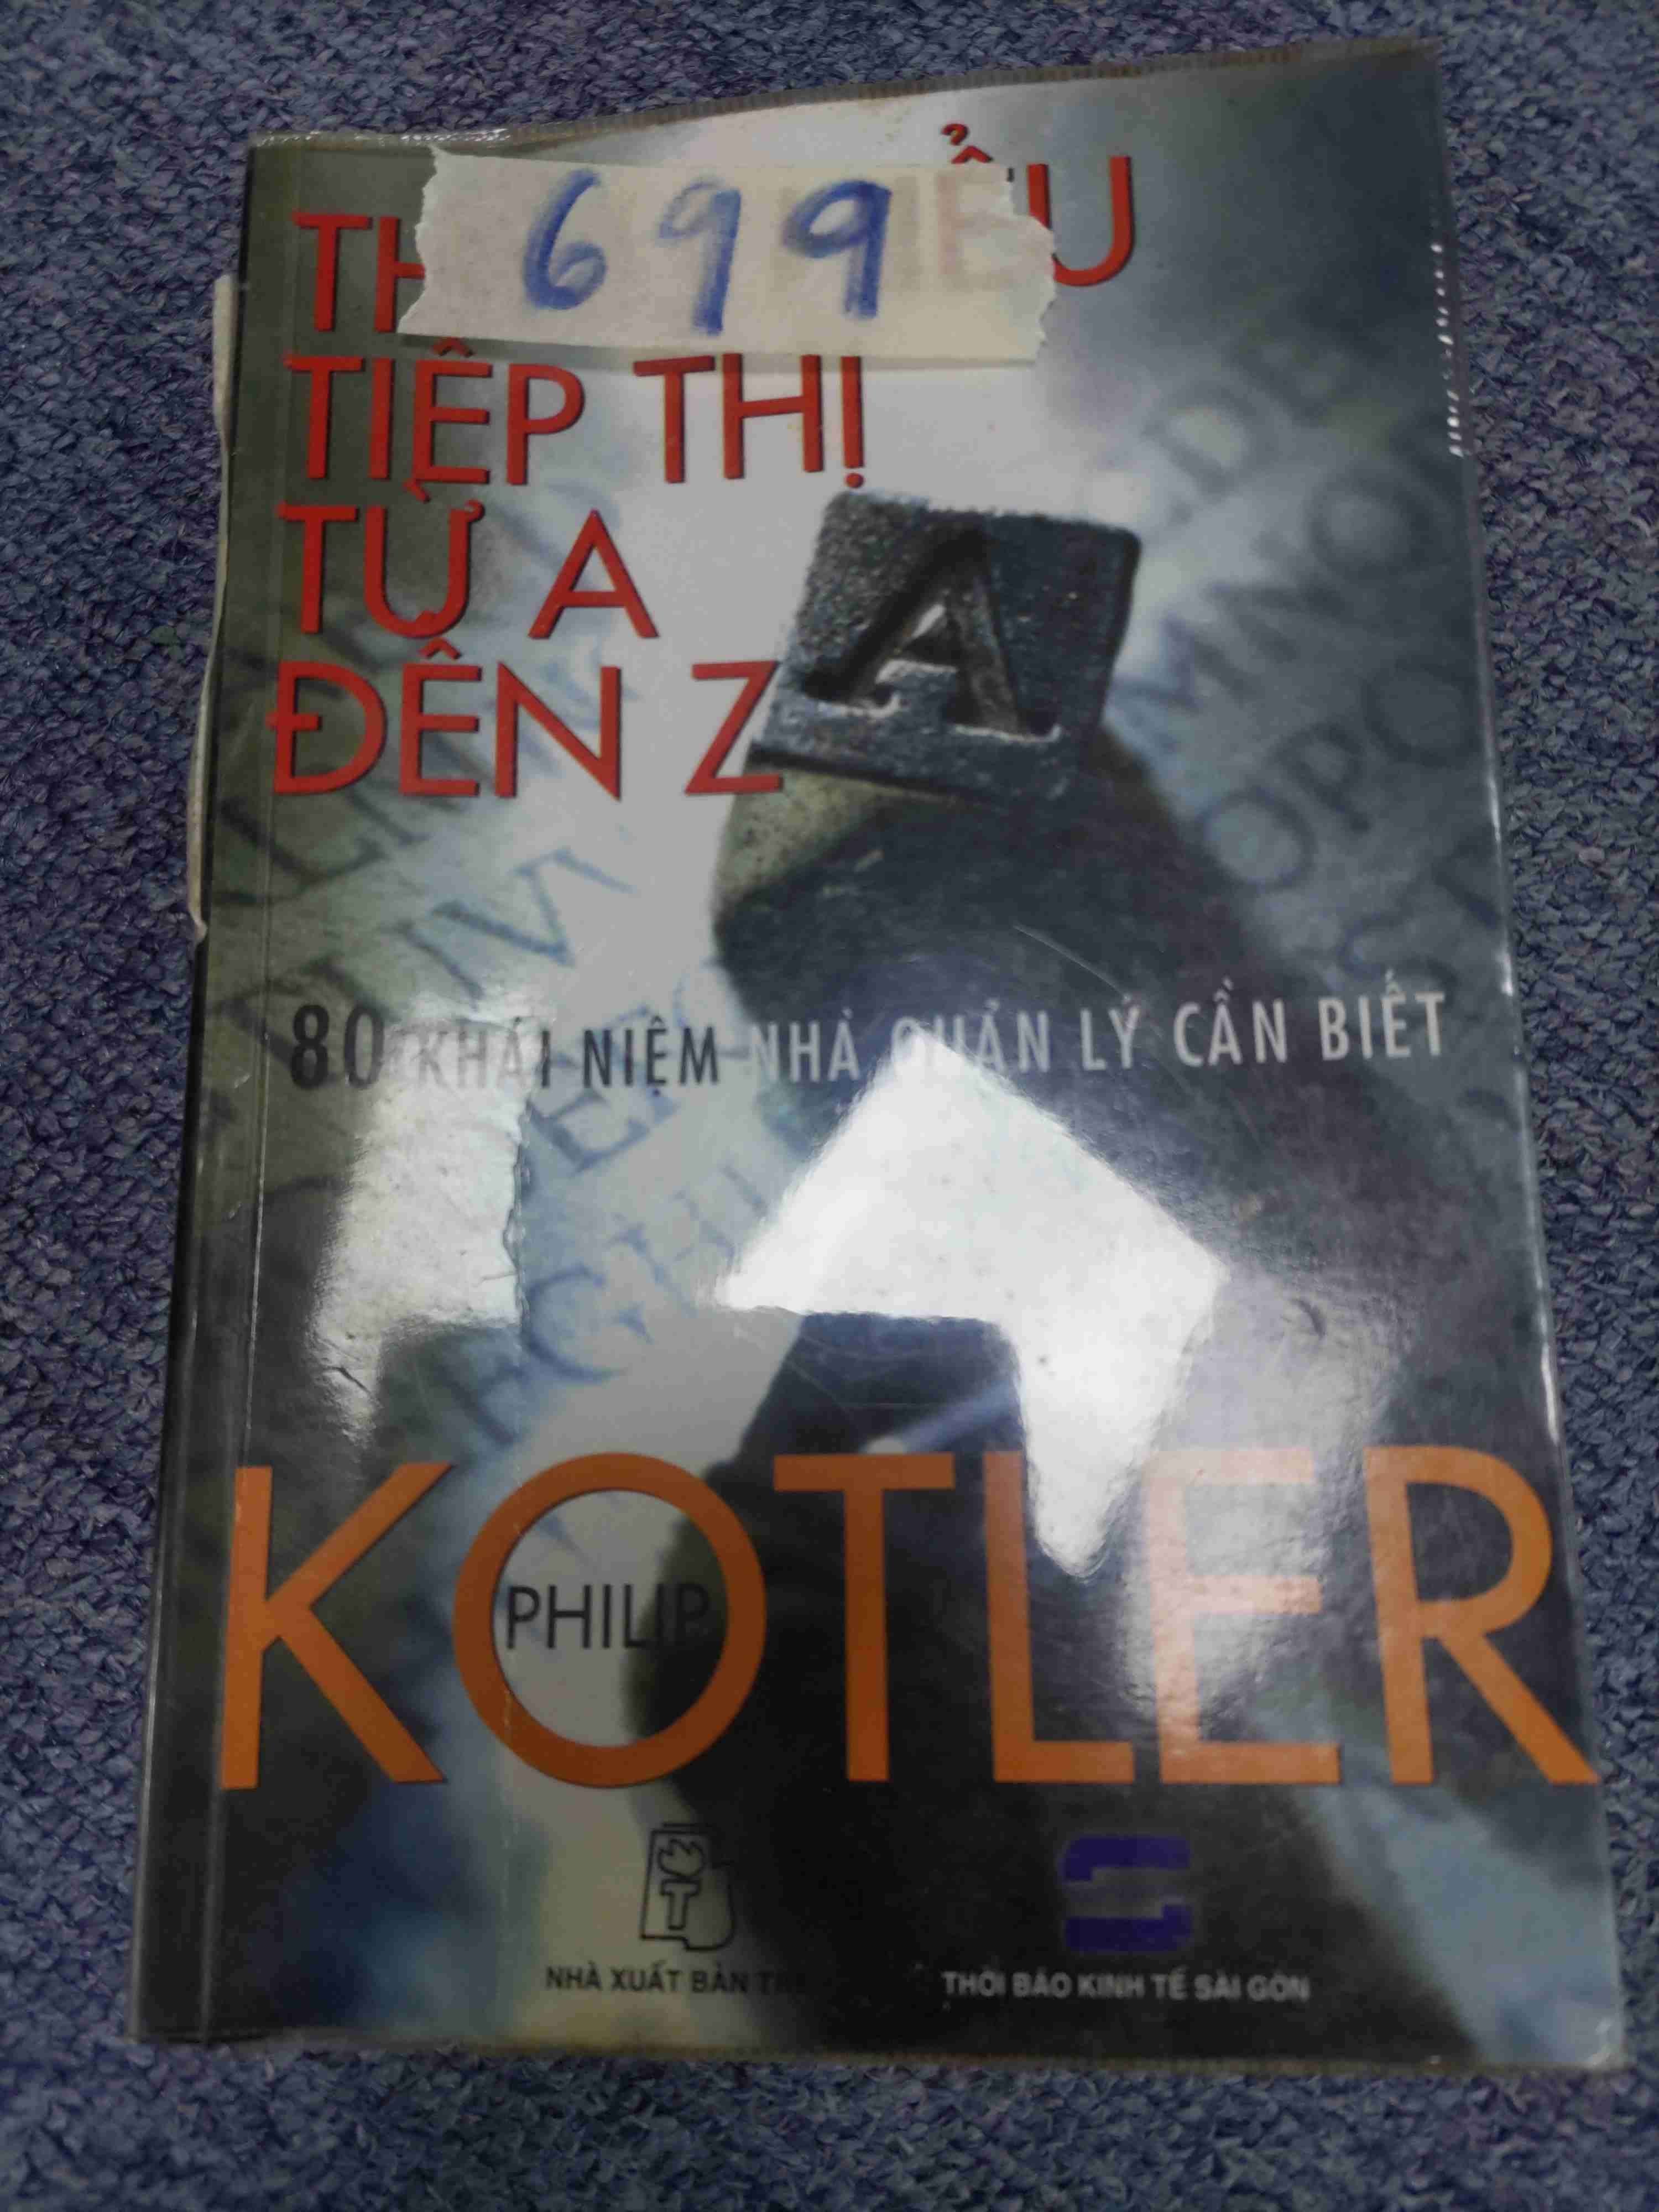 699
TIẾP THỊ
TỪ A
ĐẾN Z
A
80 KHÁI NIỆM NHÀ QUẢN LÝ CẦN BIẾT
KOTLER
PHILIP
NHÀ XUẤT BẢN TRẺ
THỜI BÁO KINH TẾ SÀI GÒN